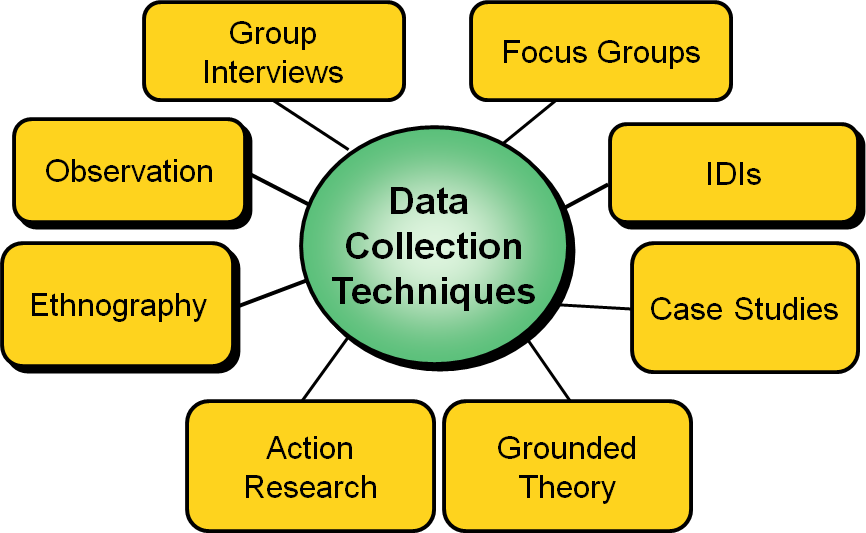 Group
Interviews
Focus Groups
Observation
IDIs
Data
Collection
Techniques
Ethnography
Case Studies
Action
Research
Grounded
Theory